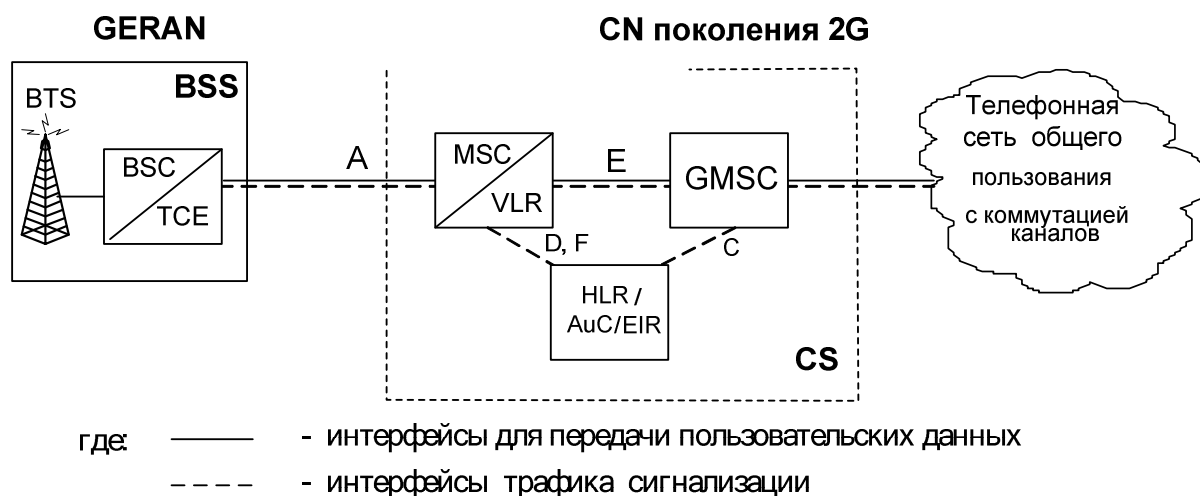 GERAN
CN поколения 2G
BSS
BTS
BSC
TCE
A
MSC
VLR
E
GMSC
D, F
C
HLR /
AuC/EIR
CS
Телефонная
сеть общего
пользования
с коммутацией
каналов
где:
- интерфейсы для передачи пользовательских данных
- интерфейсы трафика сигнализации